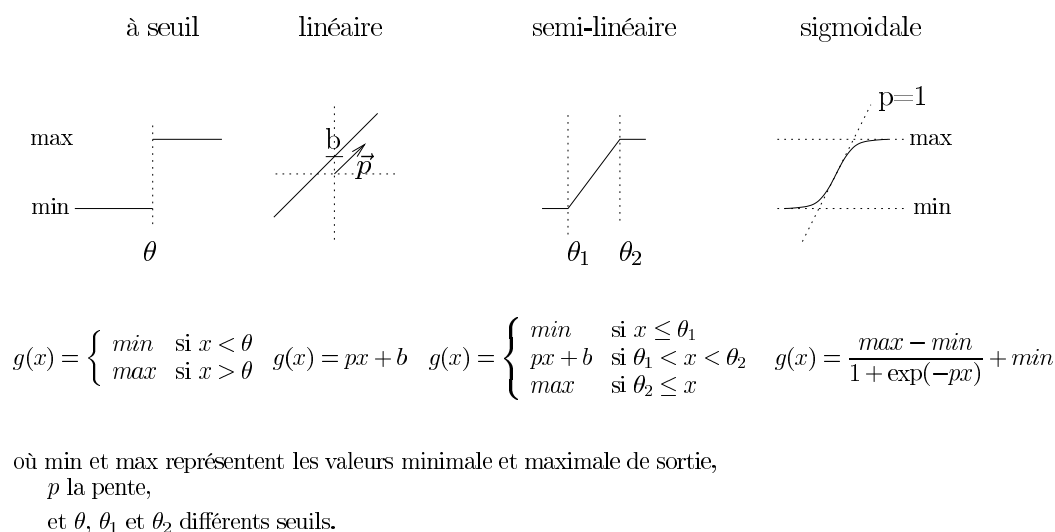 à seuil linéaire semi-linéaire sigmoidale
p=1
max b max
p⃗
min min
θ θ₁ θ₂
g(x) = { min si x < θ
max si x > θ
g(x) = px + b
g(x) = { min si x ≤ θ₁
px + b si θ₁ < x < θ₂
max si θ₂ ≤ x
g(x) = (max − min) / (1 + exp(−px)) + min
où min et max représentent les valeurs minimale et maximale de sortie,
p la pente,
et θ, θ₁ et θ₂ différents seuils.